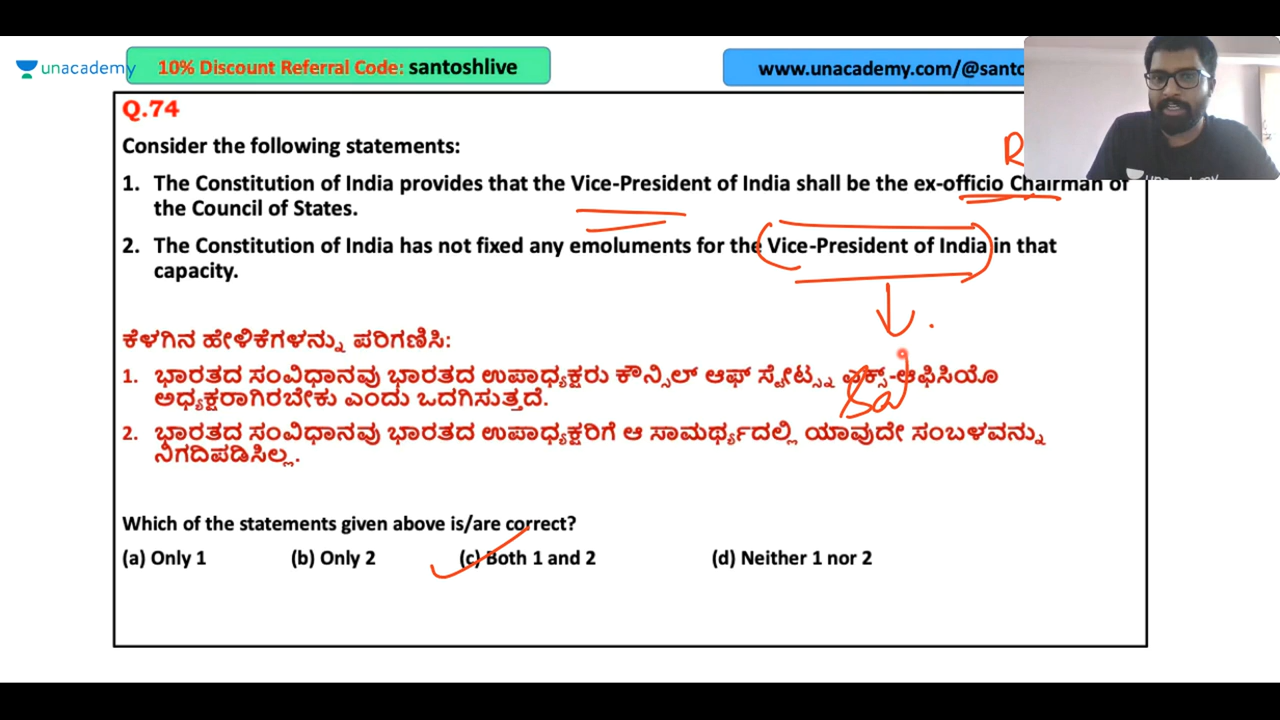 unacademy
10% Discount Referral Code: santoshlive
www.unacademy.com/@santo
Q.74
Consider the following statements:
R
1. The Constitution of India provides that the Vice-President of India shall be the ex-officio Chairman of
the Council of States.
2. The Constitution of India has not fixed any emoluments for the Vice-President of India in that
capacity.
ಕೆಳಗಿನ ಹೇಳಿಕೆಗಳನ್ನು ಪರಿಗಣಿಸಿ:
1. ಭಾರತದ ಸಂವಿಧಾನವು ಭಾರತದ ಉಪಾಧ್ಯಕ್ಷರು ಕೌನ್ಸಿಲ್ ಆಫ್ ಸ್ಟೇಟ್ಸ್ನ ಎಕ್ಸ್-ಆಫಿಸಿಯೊ
ಅಧ್ಯಕ್ಷರಾಗಿರಬೇಕು ಎಂದು ಒದಗಿಸುತ್ತದೆ.
Sal
2. ಭಾರತದ ಸಂವಿಧಾನವು ಭಾರತದ ಉಪಾಧ್ಯಕ್ಷರಿಗೆ ಆ ಸಾಮರ್ಥ್ಯದಲ್ಲಿ ಯಾವುದೇ ಸಂಬಳವನ್ನು
ನಿಗದಿಪಡಿಸಿಲ್ಲ.
Which of the statements given above is/are correct?
(a) Only 1 (b) Only 2 (c) Both 1 and 2 (d) Neither 1 nor 2